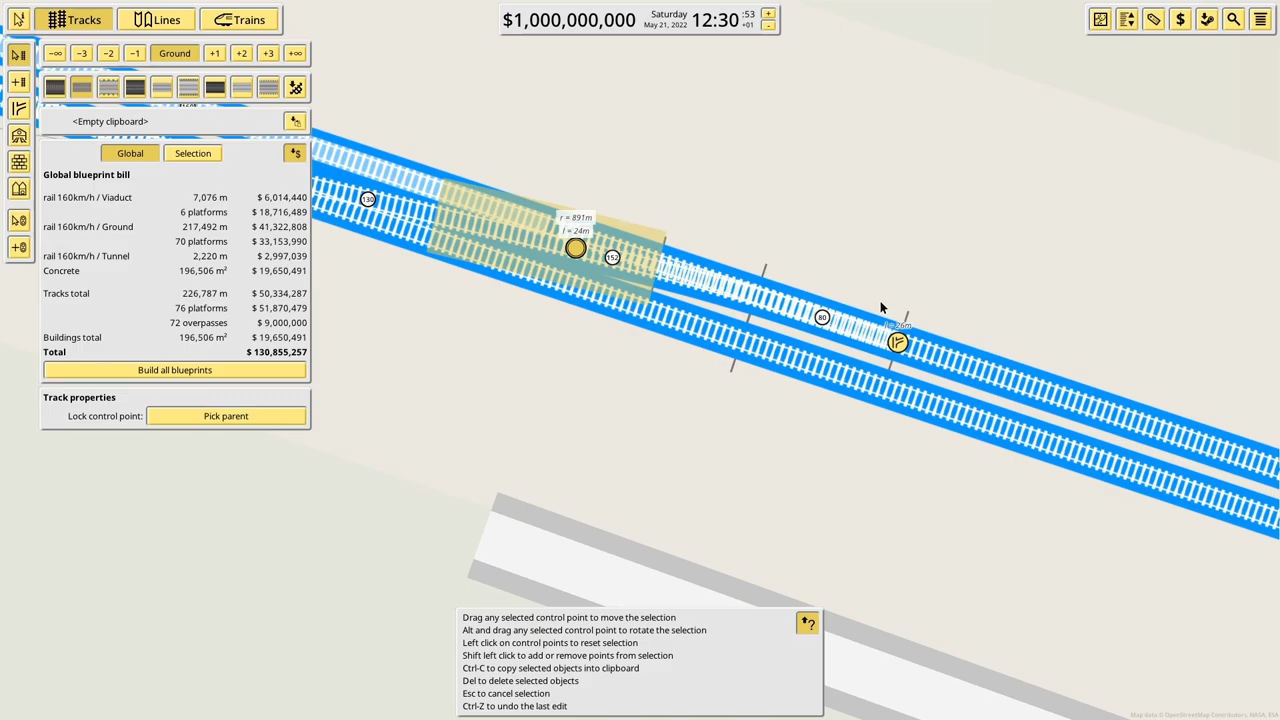 Tracks
Lines
Trains
$1,000,000,000
Saturday
May 21, 2022
12:30
:53
+01
+
-
$
-∞
-3
-2
-1
Ground
+1
+2
+3
+∞
<Empty clipboard>
Global
Selection
$
Global blueprint bill
rail 160km/h / Viaduct 7,076 m $ 6,014,440
6 platforms $ 18,716,489
rail 160km/h / Ground 217,492 m $ 41,322,808
70 platforms $ 33,153,990
rail 160km/h / Tunnel 2,220 m $ 2,997,039
Concrete 196,506 m² $ 19,650,491
Tracks total 226,787 m $ 50,334,287
76 platforms $ 51,870,479
72 overpasses $ 9,000,000
Buildings total 196,506 m² $ 19,650,491
Total $ 130,855,257
Build all blueprints
Track properties
Lock control point: Pick parent
130
r = 891m
l = 24m
152
80
l = 26m
Drag any selected control point to move the selection
Alt and drag any selected control point to rotate the selection
Left click on control points to reset selection
Shift left click to add or remove points from selection
Ctrl-C to copy selected objects into clipboard
Del to delete selected objects
Esc to cancel selection
Ctrl-Z to undo the last edit
?
Map data © OpenStreetMap Contributors, NASA, ESA